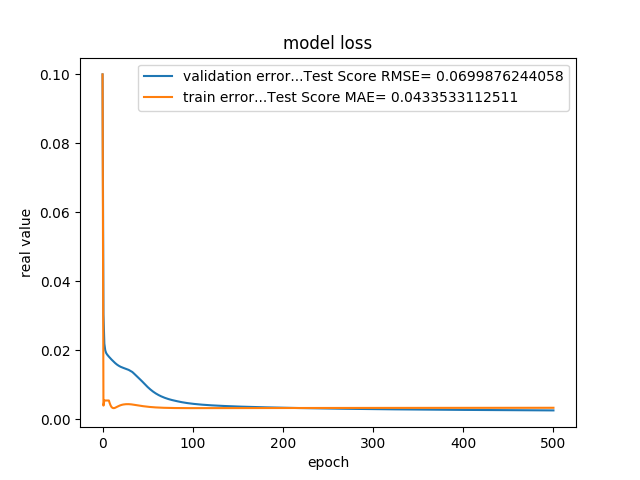 model loss
validation error...Test Score RMSE= 0.0699876244058
train error...Test Score MAE= 0.0433533112511
real value
0.10
0.08
0.06
0.04
0.02
0.00
0 100 200 300 400 500
epoch